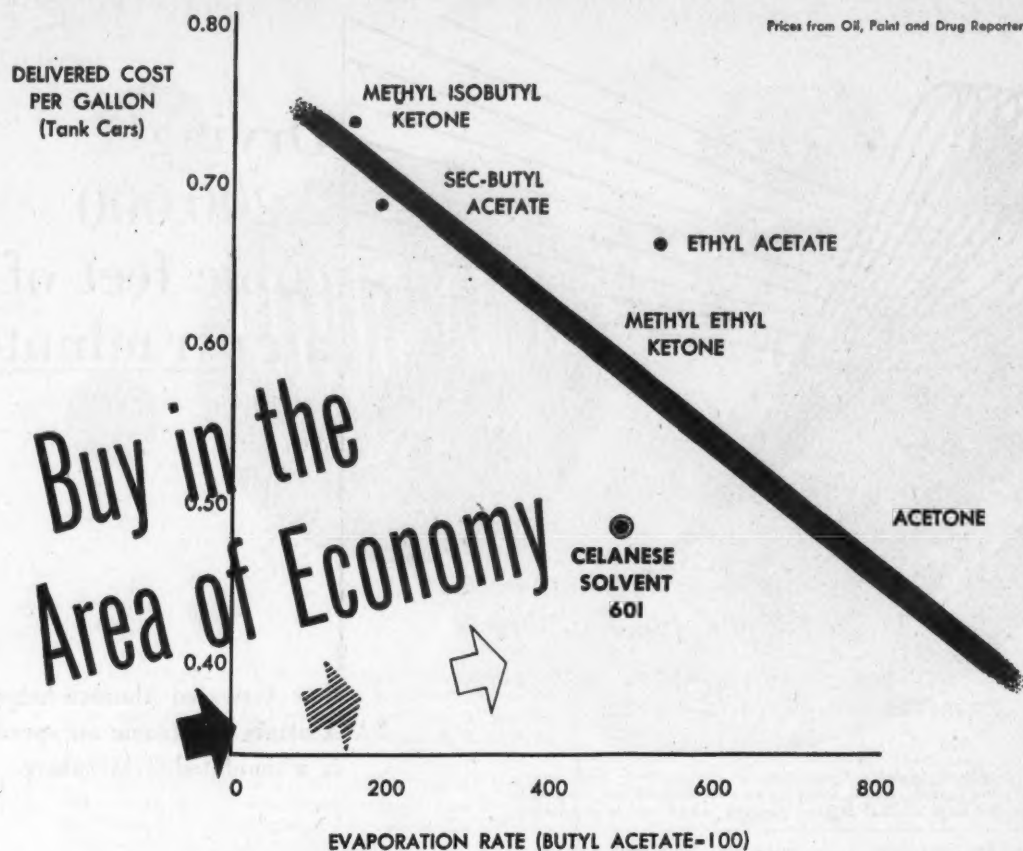 0.80
Prices from Oil, Paint and Drug Reporter
DELIVERED COST
PER GALLON
(Tank Cars)
METHYL ISOBUTYL
KETONE
0.70
SEC-BUTYL
ACETATE
ETHYL ACETATE
0.60
METHYL ETHYL
KETONE
Buy in the
Area of Economy
0.50
ACETONE
CELANESE
SOLVENT
601
0.40
0 200 400 600 800
EVAPORATION RATE (BUTYL ACETATE=100)